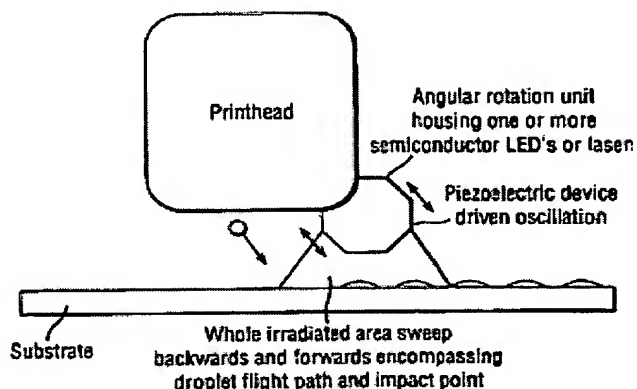 Printhead
Angular rotation unit
housing one or more
semiconductor LED's or laser
Piezoelectric device
driven oscillation
Substrate
Whole irradiated area sweep
backwards and forwards encompassing
droplet flight path and impact point